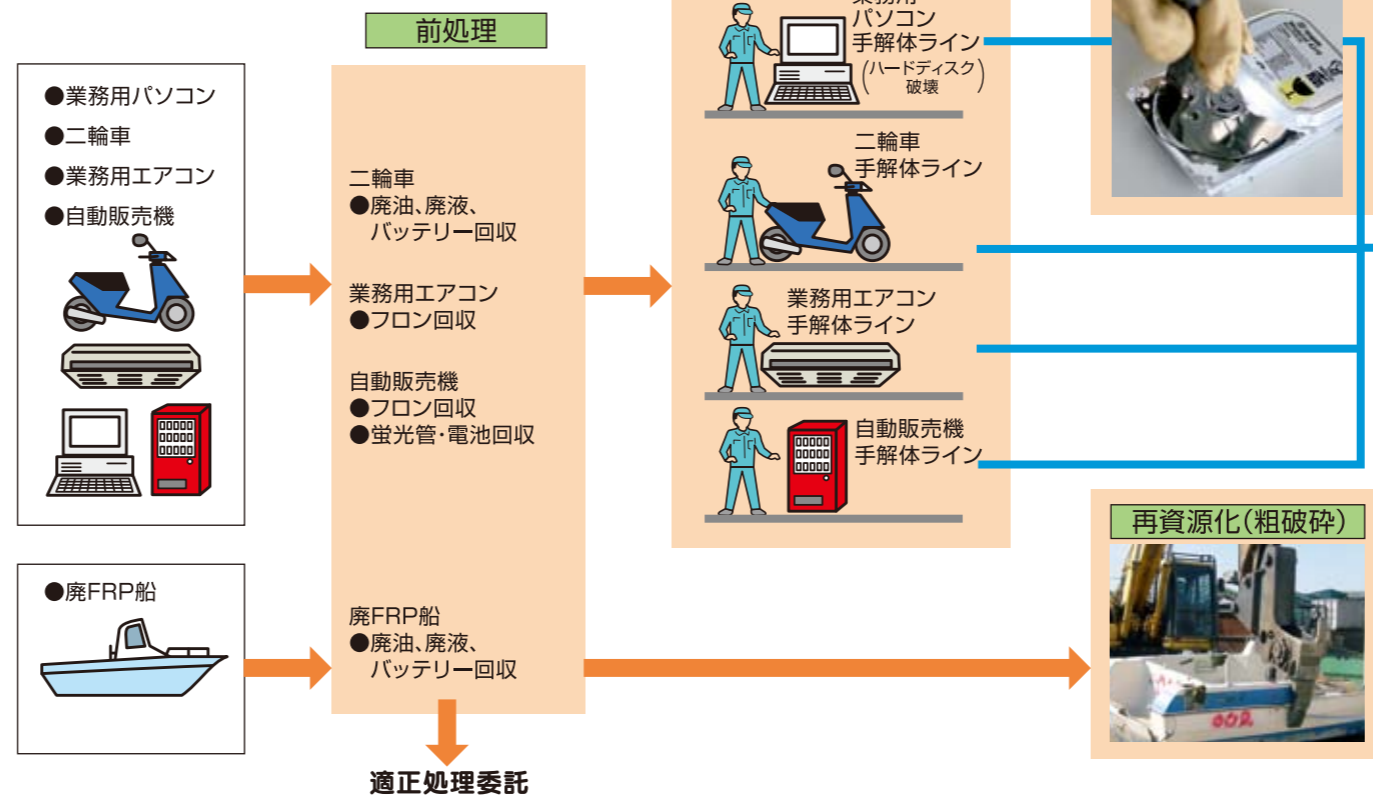 前処理
●業務用パソコン
●二輪車
●業務用エアコン
●自動販売機
●廃FRP船
二輪車
●廃油、廃液、
バッテリー回収
業務用エアコン
●フロン回収
自動販売機
●フロン回収
●蛍光管・電池回収
廃FRP船
●廃油、廃液、
バッテリー回収
適正処理委託
パソコン
手解体ライン
(ハードディスク
破壊)
二輪車
手解体ライン
業務用エアコン
手解体ライン
自動販売機
手解体ライン
再資源化(粗破砕)
002